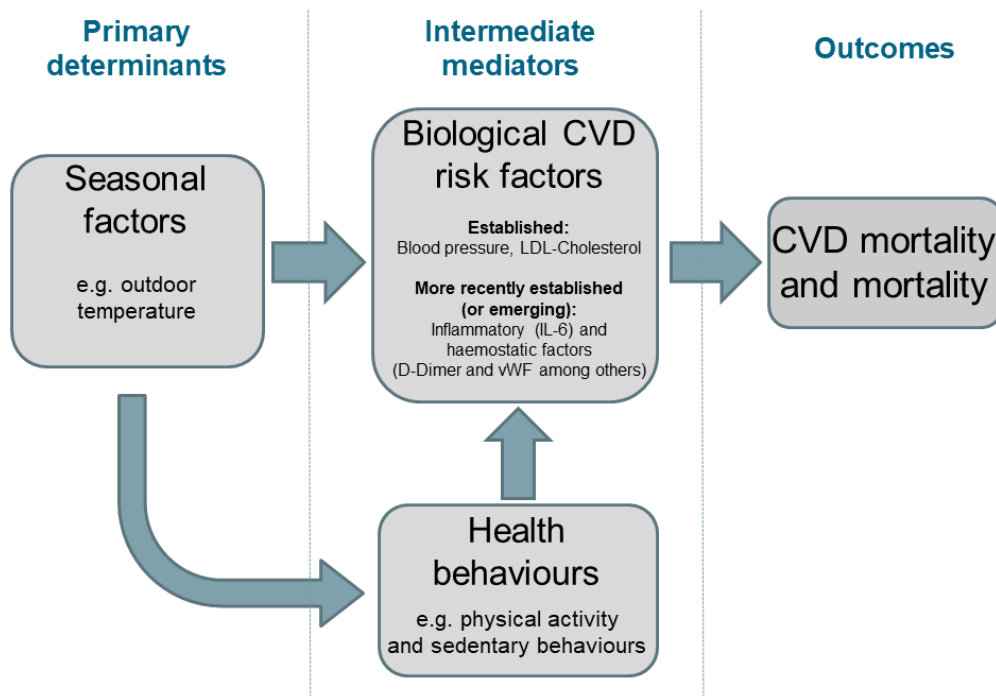 Primary
determinants
Intermediate
mediators
Outcomes
Seasonal
factors
e.g. outdoor
temperature
Biological CVD
risk factors
Established:
Blood pressure, LDL-Cholesterol
More recently established
(or emerging):
Inflammatory (IL-6) and
haemostatic factors
(D-Dimer and vWF among others)
CVD mortality
and mortality
Health
behaviours
e.g. physical activity
and sedentary behaviours